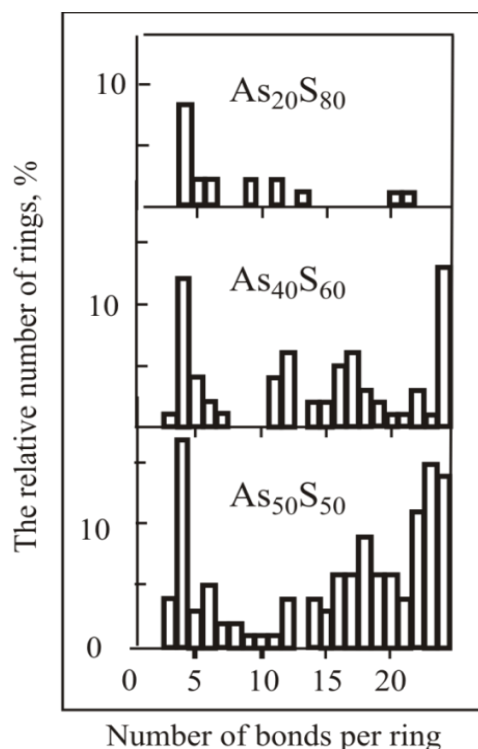 The relative number of rings, %
10
As₂₀S₈₀
10
As₄₀S₆₀
10
As₅₀S₅₀
0
0 5 10 15 20
Number of bonds per ring